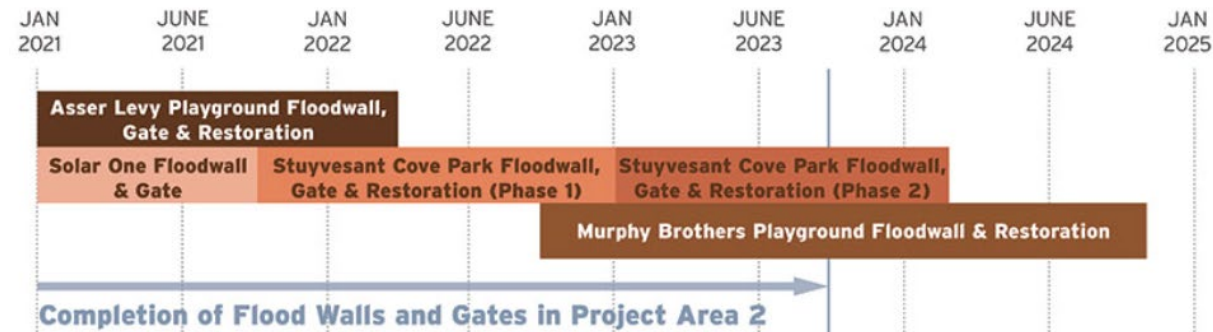 JAN JUNE JAN JUNE JAN JUNE JAN JUNE JAN
2021 2021 2022 2022 2023 2023 2024 2024 2025
Asser Levy Playground Floodwall,
Gate & Restoration
Solar One Floodwall
& Gate
Stuyvesant Cove Park Floodwall,
Gate & Restoration (Phase 1)
Stuyvesant Cove Park Floodwall,
Gate & Restoration (Phase 2)
Murphy Brothers Playground Floodwall & Restoration
Completion of Flood Walls and Gates in Project Area 2